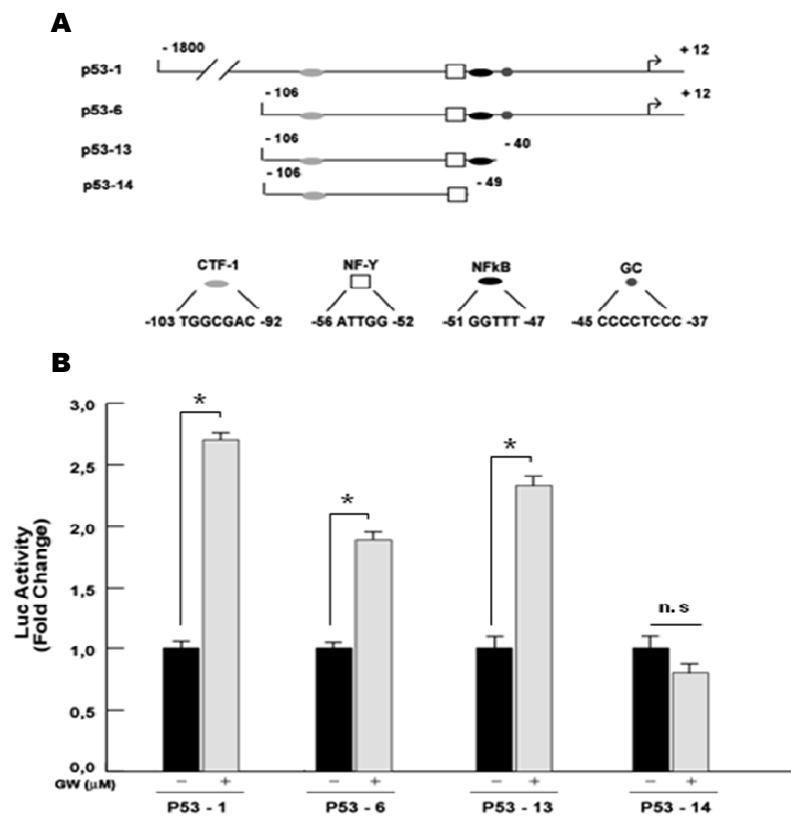 A
- 1800
+ 12
p53-1
- 106
+ 12
p53-6
- 106
- 40
p53-13
- 106
- 49
p53-14
CTF-1 NF-Y NFkB GC
-103 TGGCGAC -92 -56 ATTGG -52 -51 GGTTT -47 -45 CCCCTCCC -37
B
Luc Activity
(Fold Change)
3,0
2,5
2,0
1,5
1,0
0,5
0,0
*
*
*
n.s
GW (µM) − + − + − + − +
P53 - 1 P53 - 6 P53 - 13 P53 - 14